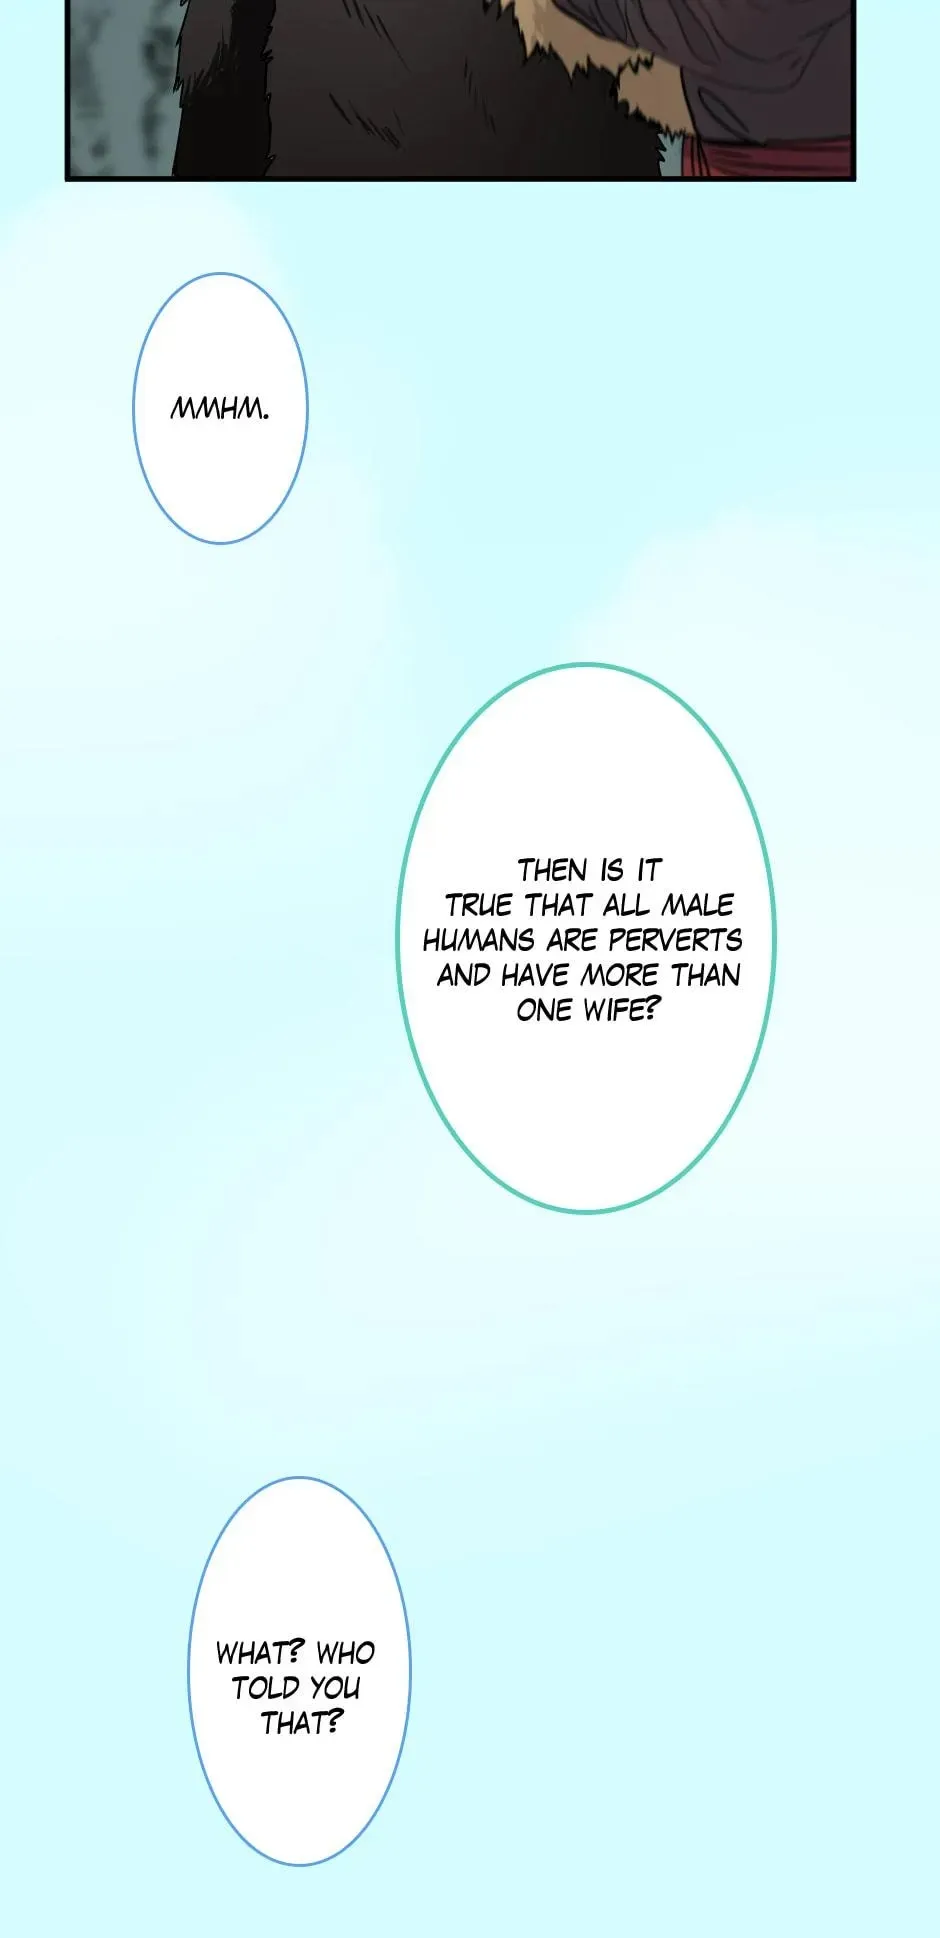 MMHM.
THEN IS IT
TRUE THAT ALL MALE
HUMANS ARE PERVERTS
AND HAVE MORE THAN
ONE WIFE?
WHAT? WHO
TOLD YOU
THAT?